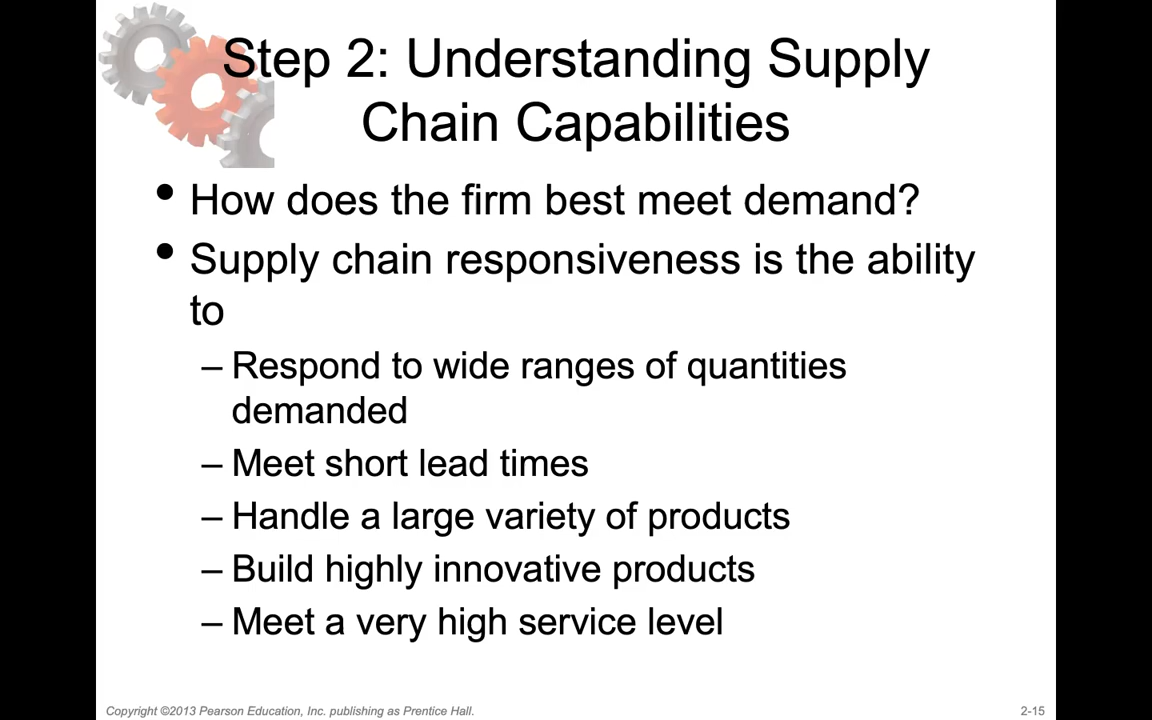 Step 2: Understanding Supply
Chain Capabilities
• How does the firm best meet demand?
• Supply chain responsiveness is the ability
to
– Respond to wide ranges of quantities
demanded
– Meet short lead times
– Handle a large variety of products
– Build highly innovative products
– Meet a very high service level
Copyright ©2013 Pearson Education, Inc. publishing as Prentice Hall.
2-15